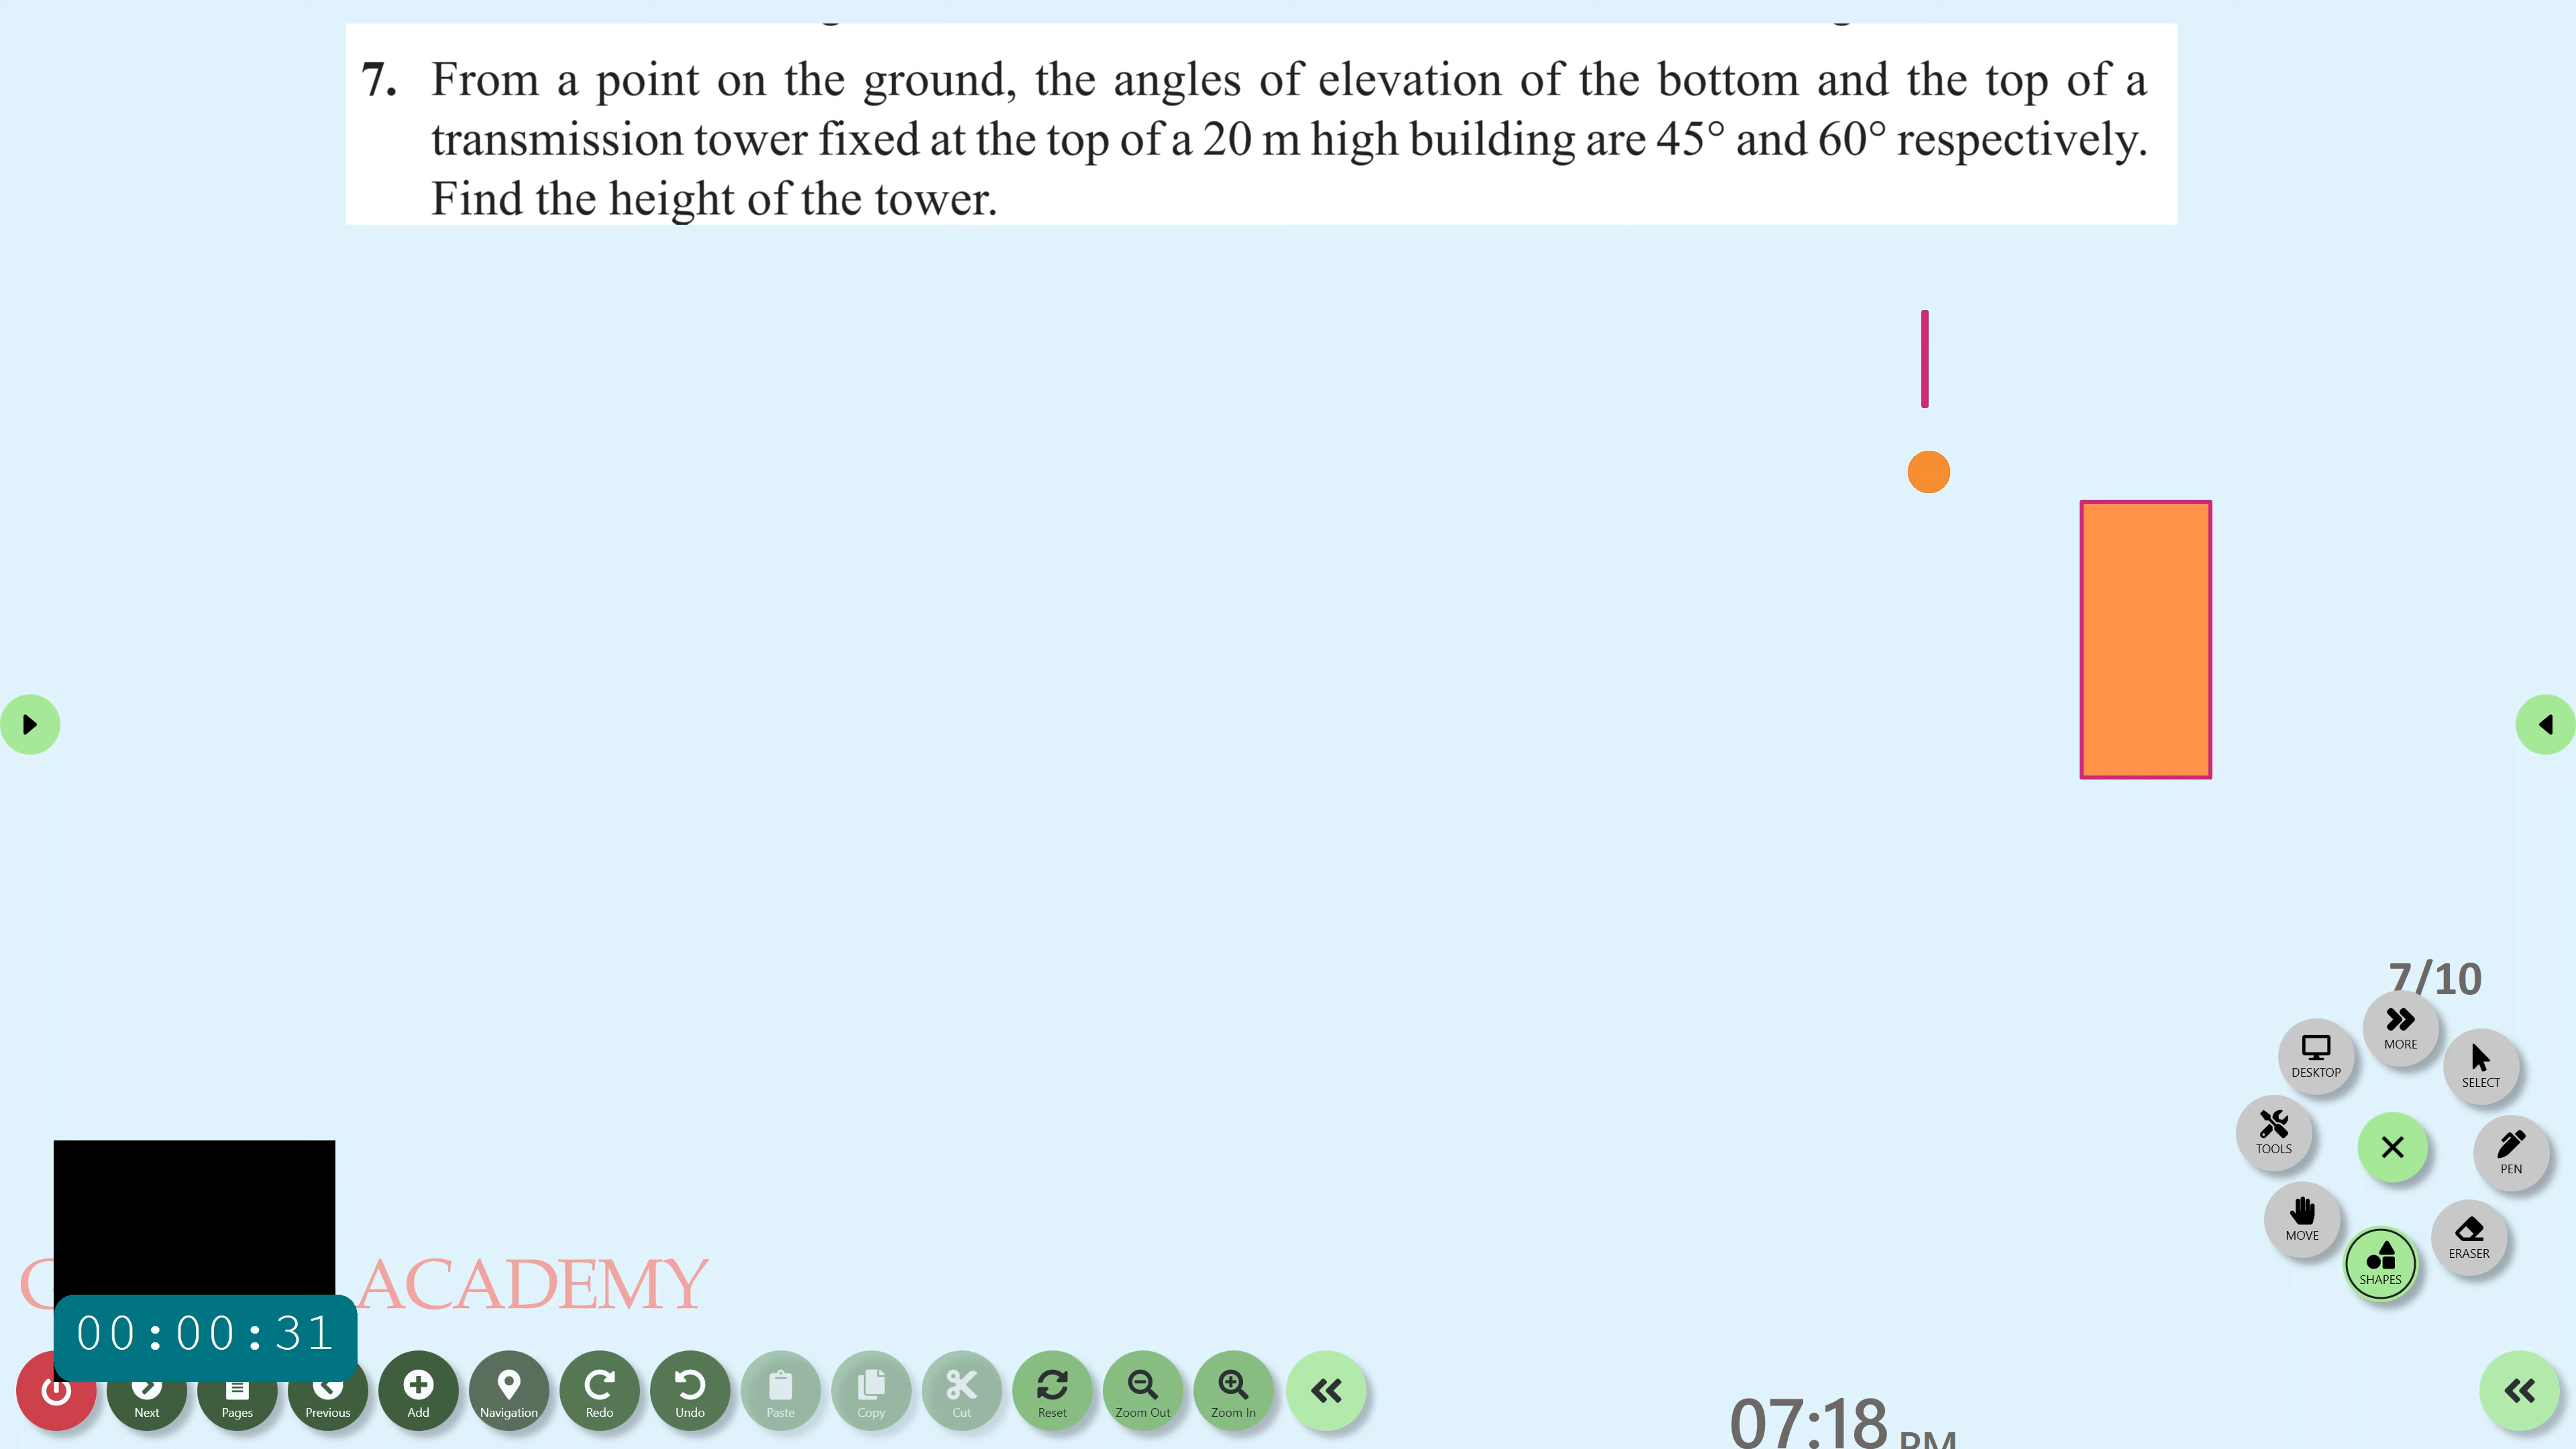 7. From a point on the ground, the angles of elevation of the bottom and the top of a
transmission tower fixed at the top of a 20 m high building are 45° and 60° respectively.
Find the height of the tower.
7/10
MORE
DESKTOP
SELECT
TOOLS
PEN
MOVE
ERASER
SHAPES
ACADEMY
00:00:31
Next
Pages
Previous
Add
Navigation
Redo
Undo
Paste
Copy
Cut
Reset
Zoom Out
Zoom In
07:18 PM